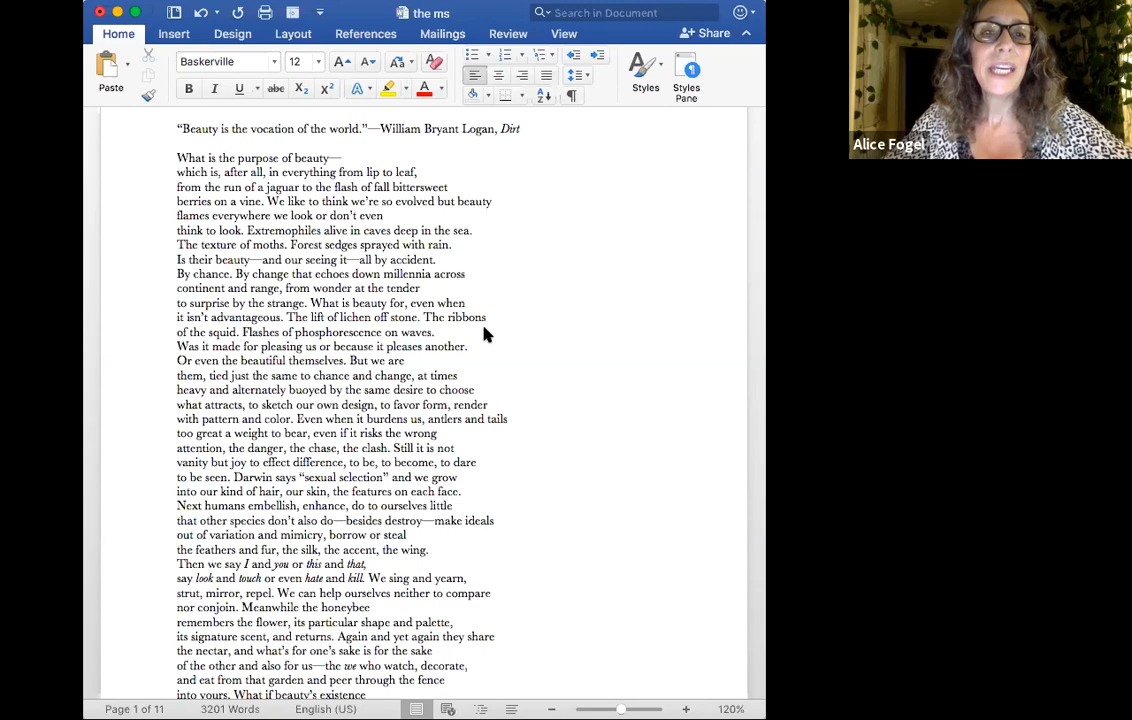 the ms
Search in Document
Home Insert Design Layout References Mailings Review View Share
Baskerville 12
Paste
Styles
Styles Pane
“Beauty is the vocation of the world.”—William Bryant Logan, Dirt
What is the purpose of beauty—
which is, after all, in everything from lip to leaf,
from the run of a jaguar to the flash of fall bittersweet
berries on a vine. We like to think we’re so evolved but beauty
flames everywhere we look or don’t even
think to look. Extremophiles alive in caves deep in the sea.
The texture of moths. Forest sedges sprayed with rain.
Is their beauty—and our seeing it—all by accident.
By chance. By change that echoes down millennia across
continent and range, from wonder at the tender
to surprise by the strange. What is beauty for, even when
it isn’t advantageous. The lift of lichen off stone. The ribbons
of the squid. Flashes of phosphorescence on waves.
Was it made for pleasing us or because it pleases another.
Or even the beautiful themselves. But we are
them, tied just the same to chance and change, at times
heavy and alternately buoyed by the same desire to choose
what attracts, to sketch our own design, to favor form, render
with pattern and color. Even when it burdens us, antlers and tails
too great a weight to bear, even if it risks the wrong
attention, the danger, the chase, the clash. Still it is not
vanity but joy to effect difference, to be, to become, to dare
to be seen. Darwin says “sexual selection” and we grow
into our kind of hair, our skin, the features on each face.
Next humans embellish, enhance, do to ourselves little
that other species don’t also do—besides destroy—make ideals
out of variation and mimicry, borrow or steal
the feathers and fur, the silk, the accent, the wing.
Then we say I and you or this and that,
say look and touch or even hate and kill. We sing and yearn,
strut, mirror, repel. We can help ourselves neither to compare
nor conjoin. Meanwhile the honeybee
remembers the flower, its particular shape and palette,
its signature scent, and returns. Again and yet again they share
the nectar, and what’s for one’s sake is for the sake
of the other and also for us—the we who watch, decorate,
and eat from that garden and peer through the fence
into yours. What if beauty’s existence
Page 1 of 11 3201 Words English (US) 120%
Alice Fogel